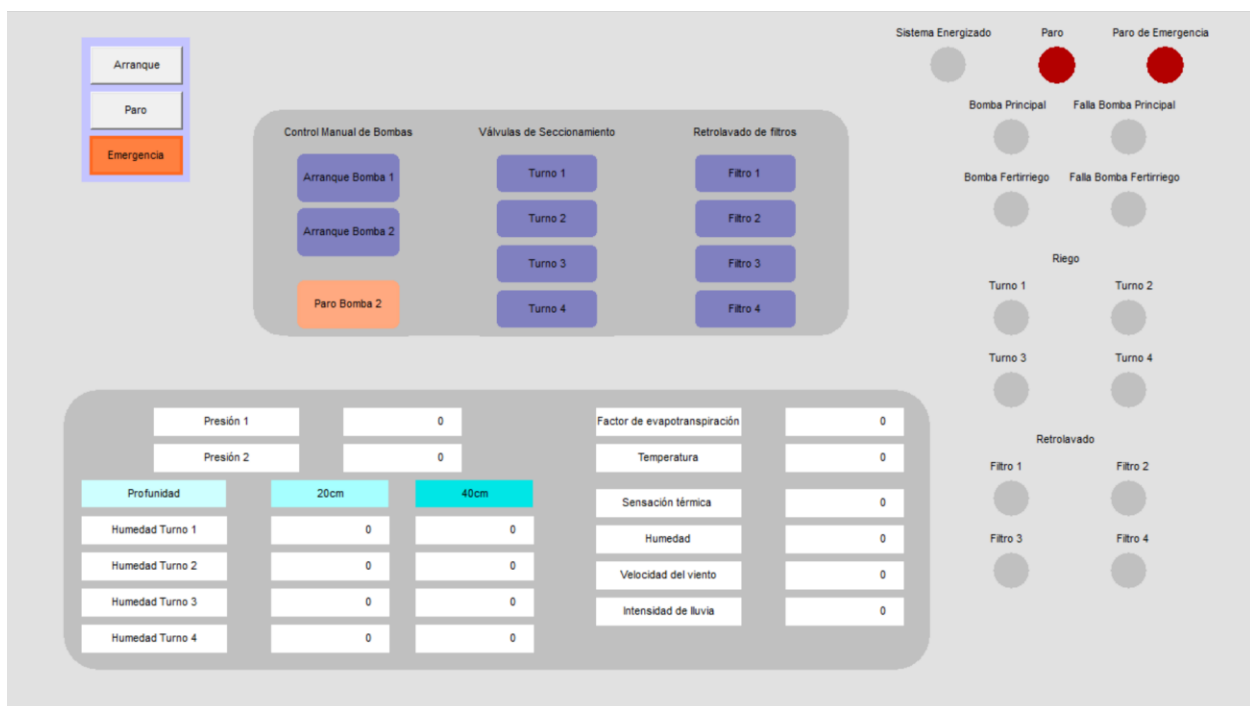 Arranque
Paro
Emergencia
Control Manual de Bombas
Arranque Bomba 1
Arranque Bomba 2
Paro Bomba 2
Válvulas de Seccionamiento
Turno 1
Turno 2
Turno 3
Turno 4
Retrolavado de filtros
Filtro 1
Filtro 2
Filtro 3
Filtro 4
Sistema Energizado Paro Paro de Emergencia
Bomba Principal Falla Bomba Principal
Bomba Fertirriego Falla Bomba Fertirriego
Riego
Turno 1 Turno 2
Turno 3 Turno 4
Retrolavado
Filtro 1 Filtro 2
Filtro 3 Filtro 4
Presión 1 0
Presión 2 0
Profunidad 20cm 40cm
Humedad Turno 1 0 0
Humedad Turno 2 0 0
Humedad Turno 3 0 0
Humedad Turno 4 0 0
Factor de evapotranspiración 0
Temperatura 0
Sensación térmica 0
Humedad 0
Velocidad del viento 0
Intensidad de lluvia 0